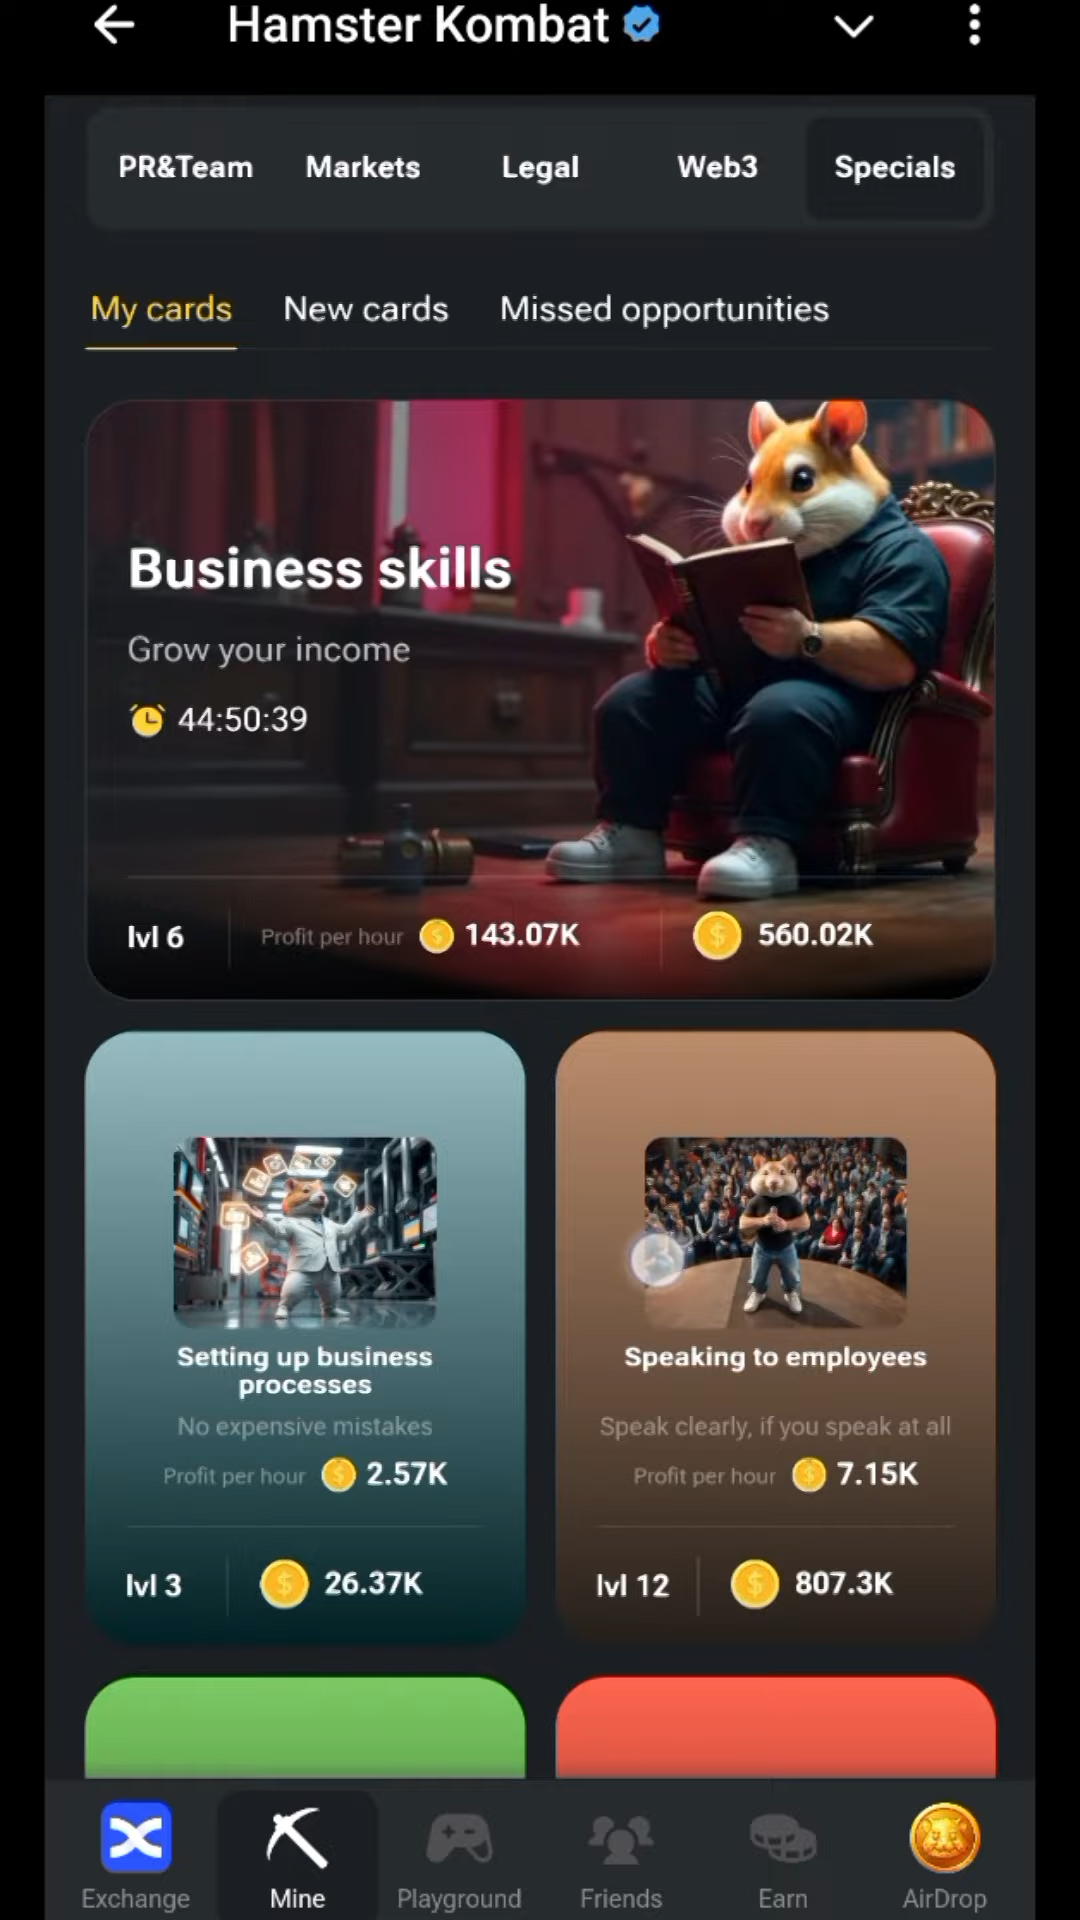 Hamster Kombat
PR&Team Markets Legal Web3 Specials
My cards New cards Missed opportunities
Business skills
Grow your income
44:50:39
lvl 6 Profit per hour 143.07K 560.02K
Setting up business
processes
No expensive mistakes
Profit per hour 2.57K
lvl 3 26.37K
Speaking to employees
Speak clearly, if you speak at all
Profit per hour 7.15K
lvl 12 807.3K
Exchange Mine Playground Friends Earn AirDrop